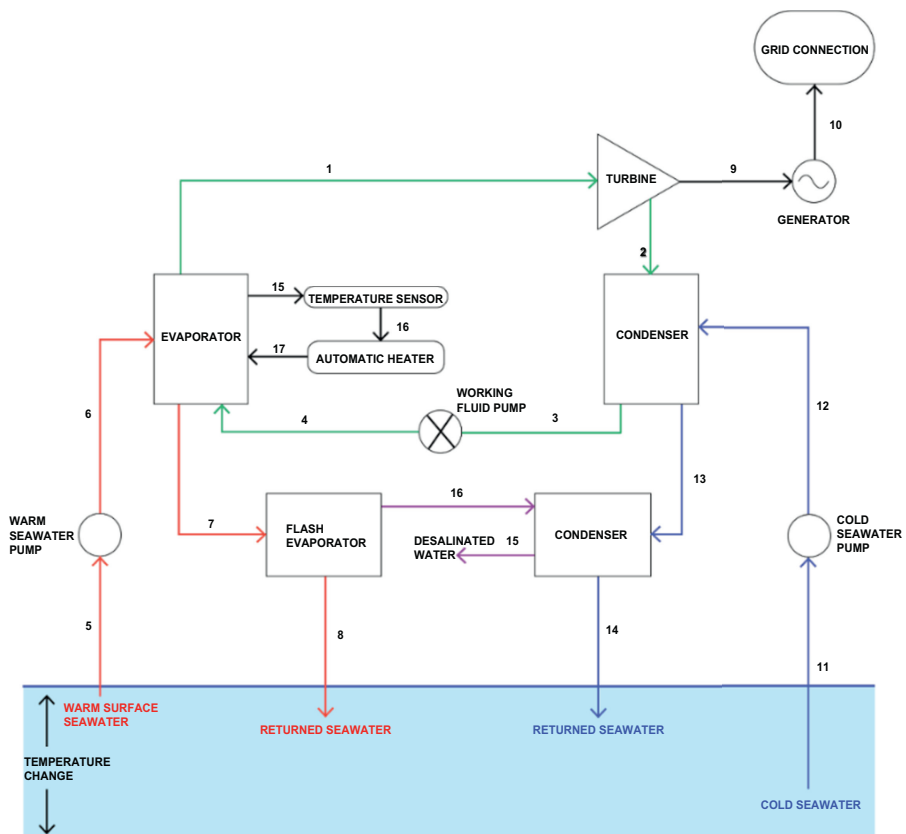 GRID CONNECTION
10
1
TURBINE
9
GENERATOR
2
15
TEMPERATURE SENSOR
EVAPORATOR
16
CONDENSER
17
AUTOMATIC HEATER
6
WORKING
FLUID PUMP
12
4
3
13
16
WARM
SEAWATER
PUMP
7
FLASH
EVAPORATOR
DESALINATED
WATER
15
CONDENSER
COLD
SEAWATER
PUMP
5
8
14
11
WARM SURFACE
SEAWATER
RETURNED SEAWATER
RETURNED SEAWATER
TEMPERATURE
CHANGE
COLD SEAWATER